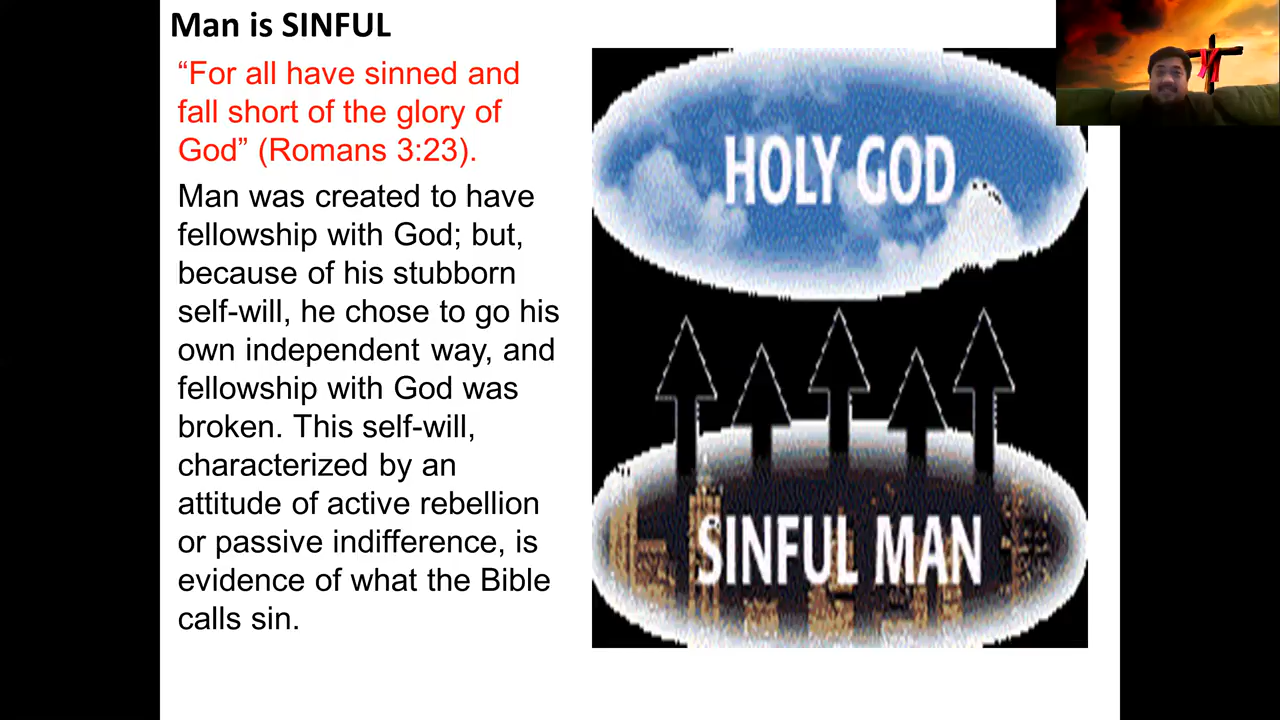 Man is SINFUL
“For all have sinned and
fall short of the glory of
God” (Romans 3:23).
Man was created to have
fellowship with God; but,
because of his stubborn
self-will, he chose to go his
own independent way, and
fellowship with God was
broken. This self-will,
characterized by an
attitude of active rebellion
or passive indifference, is
evidence of what the Bible
calls sin.
HOLY GOD
SINFUL MAN